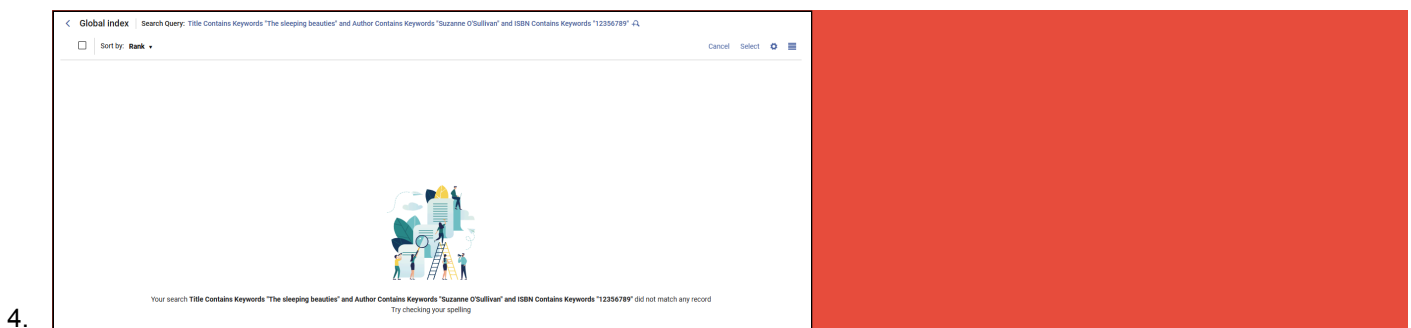 Global index Search Query: Title Contains Keywords "The sleeping beauties" and Author Contains Keywords "Suzanne O'Sullivan" and ISBN Contains Keywords "12356789"
Sort by: Rank Cancel Select
Your search Title Contains Keywords "The sleeping beauties" and Author Contains Keywords "Suzanne O'Sullivan" and ISBN Contains Keywords "12356789" did not match any record
Try checking your spelling
4.